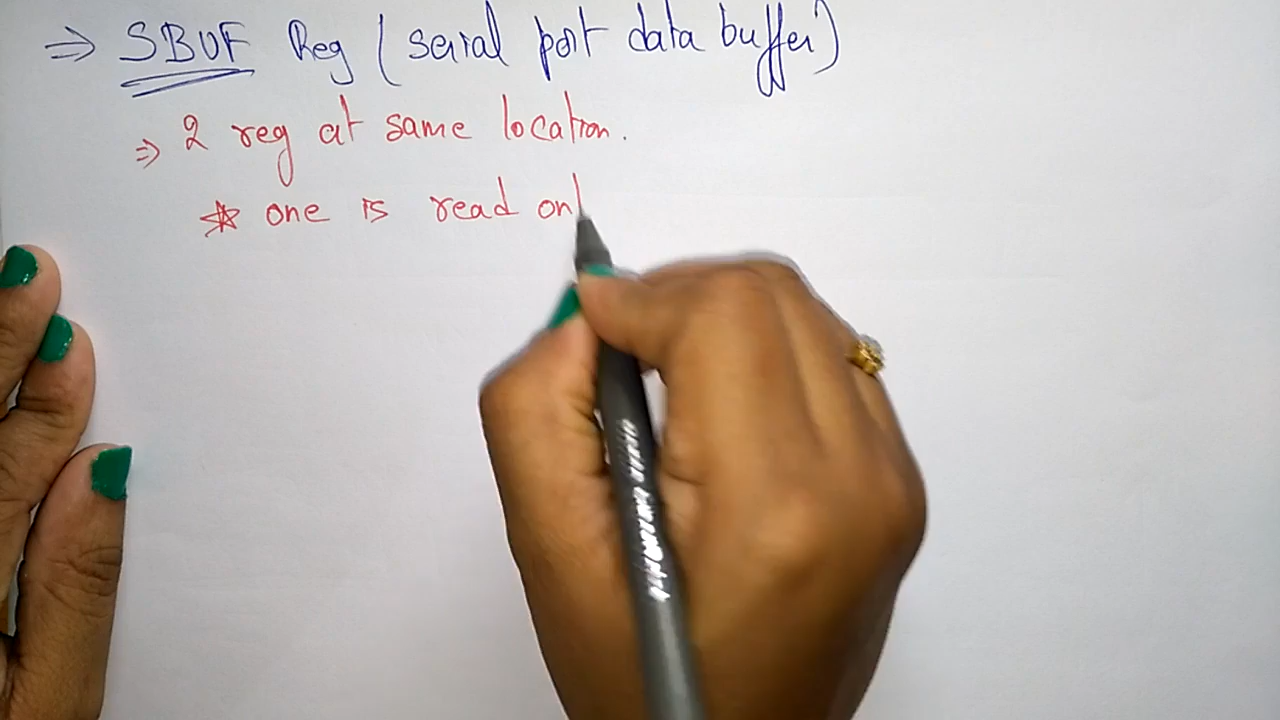 ⇒ SBUF Reg (serial port data buffer)
⇒ 2 reg at same location.
* one is read onl